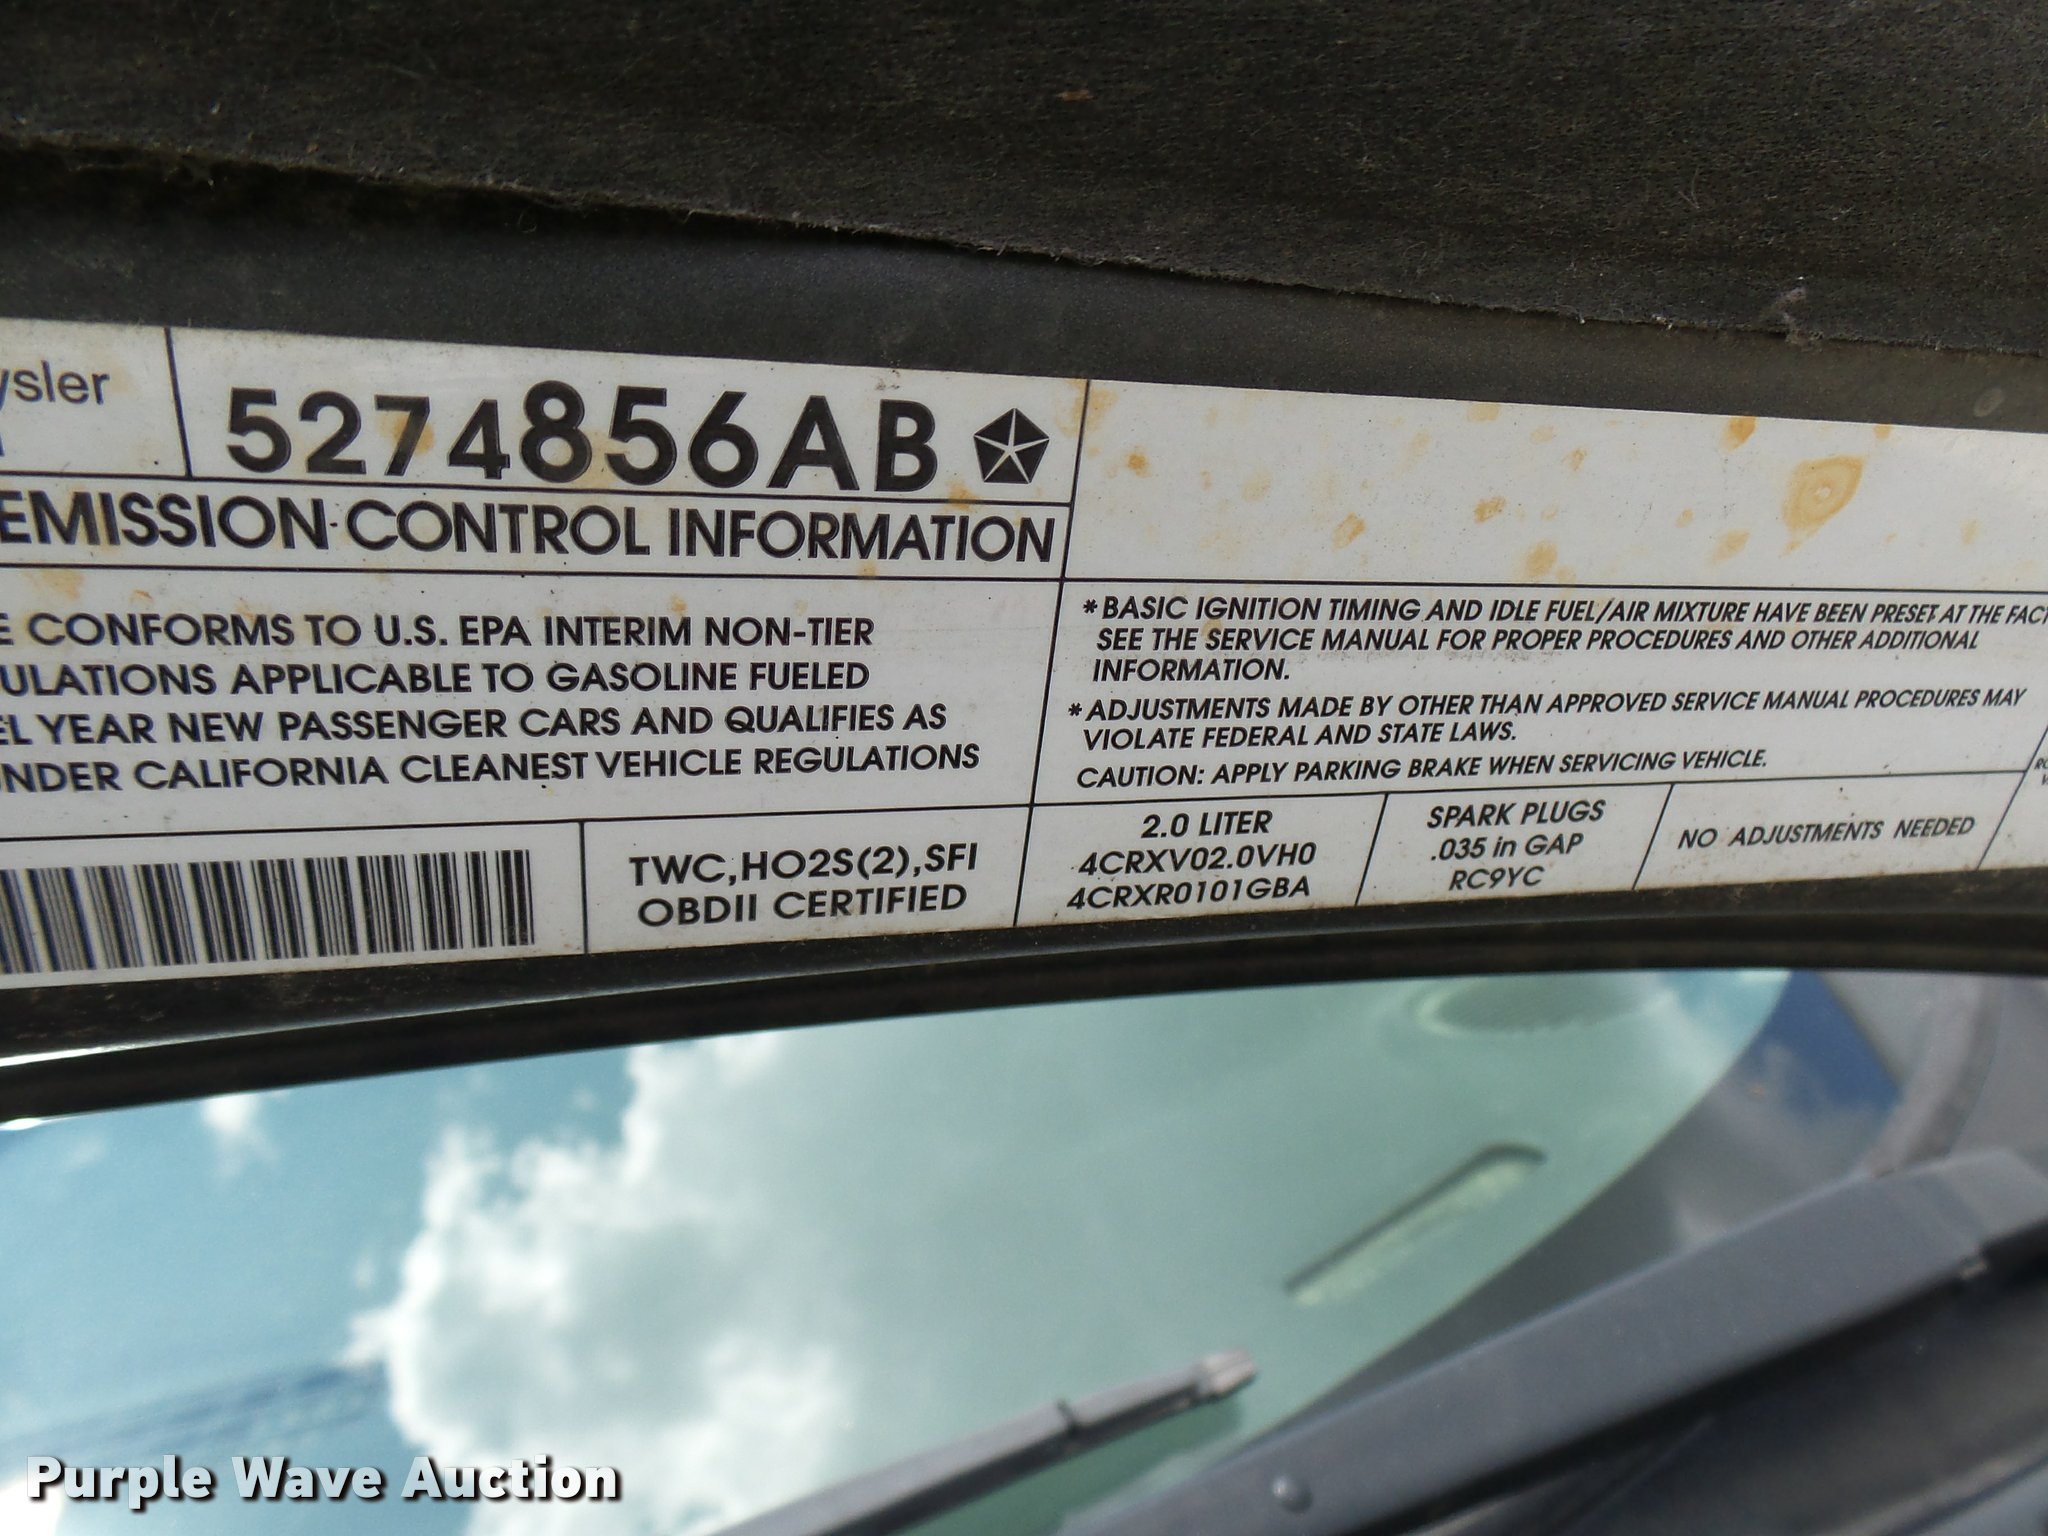 ysler
5274856AB
EMISSION CONTROL INFORMATION
E CONFORMS TO U.S. EPA INTERIM NON-TIER
ULATIONS APPLICABLE TO GASOLINE FUELED
EL YEAR NEW PASSENGER CARS AND QUALIFIES AS
UNDER CALIFORNIA CLEANEST VEHICLE REGULATIONS
TWC,HO2S(2),SFI
OBDII CERTIFIED
* BASIC IGNITION TIMING AND IDLE FUEL/AIR MIXTURE HAVE BEEN PRESET AT THE FACT
SEE THE SERVICE MANUAL FOR PROPER PROCEDURES AND OTHER ADDITIONAL
INFORMATION.
* ADJUSTMENTS MADE BY OTHER THAN APPROVED SERVICE MANUAL PROCEDURES MAY
VIOLATE FEDERAL AND STATE LAWS.
CAUTION: APPLY PARKING BRAKE WHEN SERVICING VEHICLE.
2.0 LITER
4CRXV02.0VH0
4CRXR0101GBA
SPARK PLUGS
.035 in GAP
RC9YC
NO ADJUSTMENTS NEEDED
Purple Wave Auction